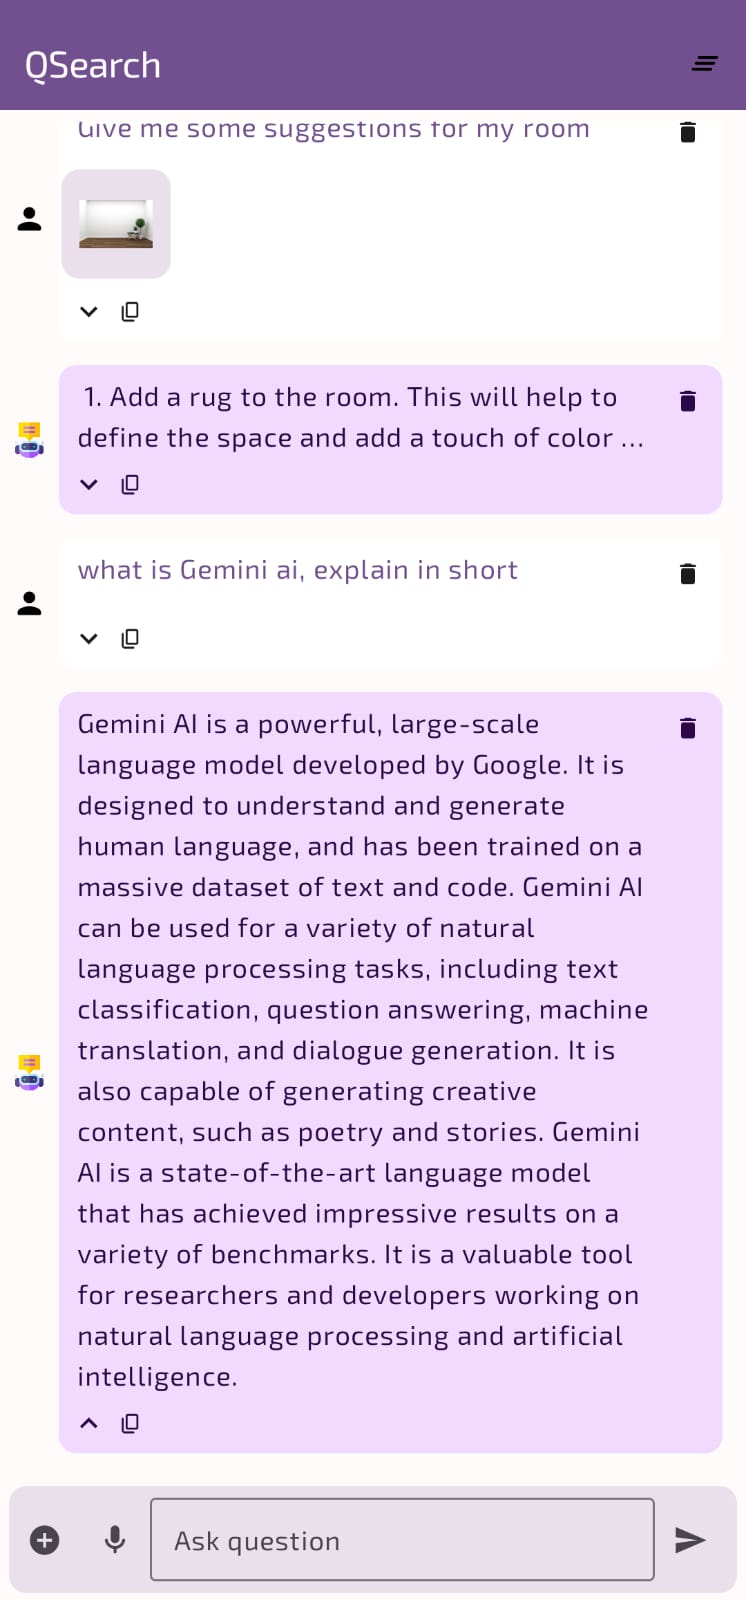 QSearch
Give me some suggestions for my room
1. Add a rug to the room. This will help to
define the space and add a touch of color ...
what is Gemini ai, explain in short
Gemini AI is a powerful, large-scale
language model developed by Google. It is
designed to understand and generate
human language, and has been trained on a
massive dataset of text and code. Gemini AI
can be used for a variety of natural
language processing tasks, including text
classification, question answering, machine
translation, and dialogue generation. It is
also capable of generating creative
content, such as poetry and stories. Gemini
AI is a state-of-the-art language model
that has achieved impressive results on a
variety of benchmarks. It is a valuable tool
for researchers and developers working on
natural language processing and artificial
intelligence.
Ask question